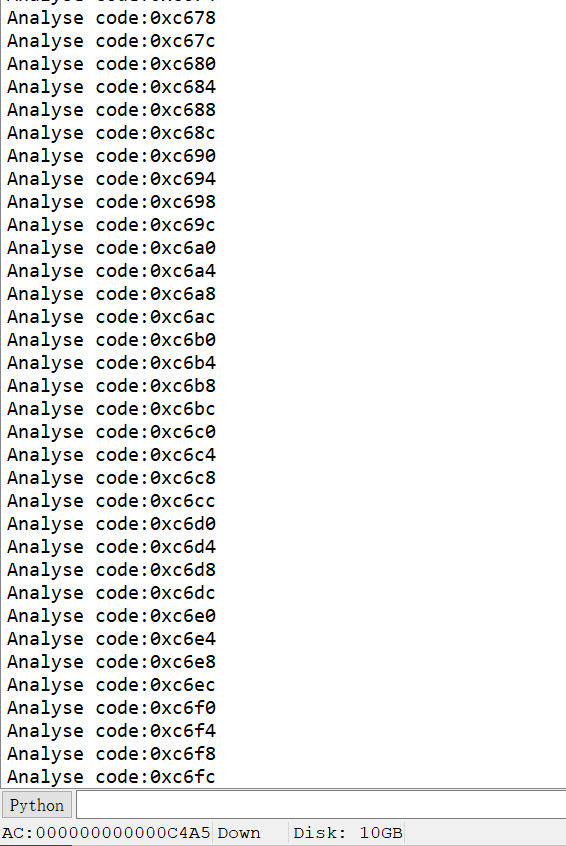 Analyse code:0xc678
Analyse code:0xc67c
Analyse code:0xc680
Analyse code:0xc684
Analyse code:0xc688
Analyse code:0xc68c
Analyse code:0xc690
Analyse code:0xc694
Analyse code:0xc698
Analyse code:0xc69c
Analyse code:0xc6a0
Analyse code:0xc6a4
Analyse code:0xc6a8
Analyse code:0xc6ac
Analyse code:0xc6b0
Analyse code:0xc6b4
Analyse code:0xc6b8
Analyse code:0xc6bc
Analyse code:0xc6c0
Analyse code:0xc6c4
Analyse code:0xc6c8
Analyse code:0xc6cc
Analyse code:0xc6d0
Analyse code:0xc6d4
Analyse code:0xc6d8
Analyse code:0xc6dc
Analyse code:0xc6e0
Analyse code:0xc6e4
Analyse code:0xc6e8
Analyse code:0xc6ec
Analyse code:0xc6f0
Analyse code:0xc6f4
Analyse code:0xc6f8
Analyse code:0xc6fc
Python
AC:000000000000C4A5 Down Disk: 10GB